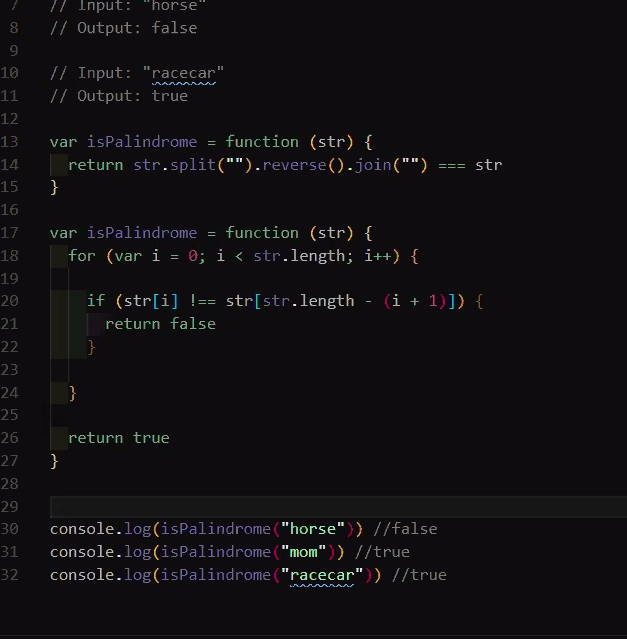 7 // Input: "horse"
8 // Output: false
9
10 // Input: "racecar"
11 // Output: true
12
13 var isPalindrome = function (str) {
14   return str.split("").reverse().join("") === str
15 }
16
17 var isPalindrome = function (str) {
18   for (var i = 0; i < str.length; i++) {
19
20     if (str[i] !== str[str.length - (i + 1)]) {
21       return false
22     }
23
24   }
25
26   return true
27 }
28
29
30 console.log(isPalindrome("horse")) //false
31 console.log(isPalindrome("mom")) //true
32 console.log(isPalindrome("racecar")) //true